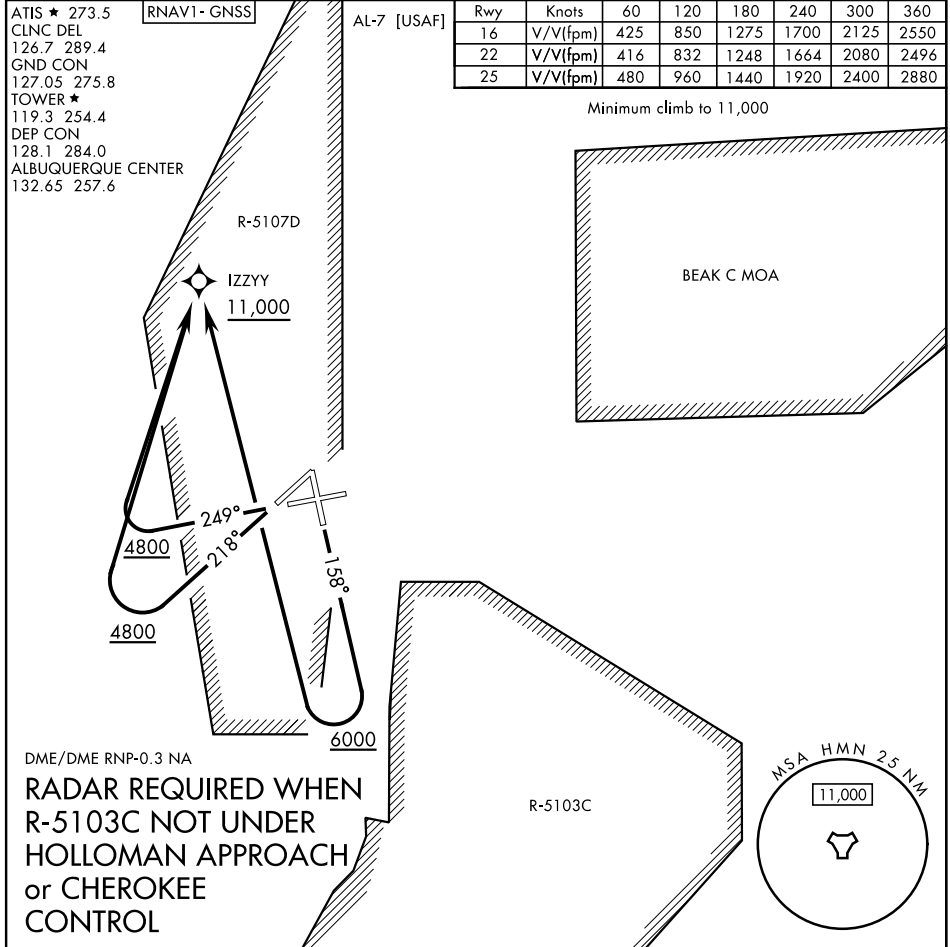 ATIS ★ 273.5
CLNC DEL
126.7 289.4
GND CON
127.05 275.8
TOWER ★
119.3 254.4
DEP CON
128.1 284.0
ALBUQUERQUE CENTER
132.65 257.6
RNAV1- GNSS
AL-7 [USAF]
Rwy Knots 60 120 180 240 300 360
16 V/V(fpm) 425 850 1275 1700 2125 2550
22 V/V(fpm) 416 832 1248 1664 2080 2496
25 V/V(fpm) 480 960 1440 1920 2400 2880
Minimum climb to 11,000
R-5107D
IZZYY
11,000
BEAK C MOA
249°
4800
218°
158°
4800
6000
DME/DME RNP-0.3 NA
RADAR REQUIRED WHEN
R-5103C NOT UNDER
HOLLOMAN APPROACH
or CHEROKEE
CONTROL
R-5103C
MSA HMN 25 NM
11,000